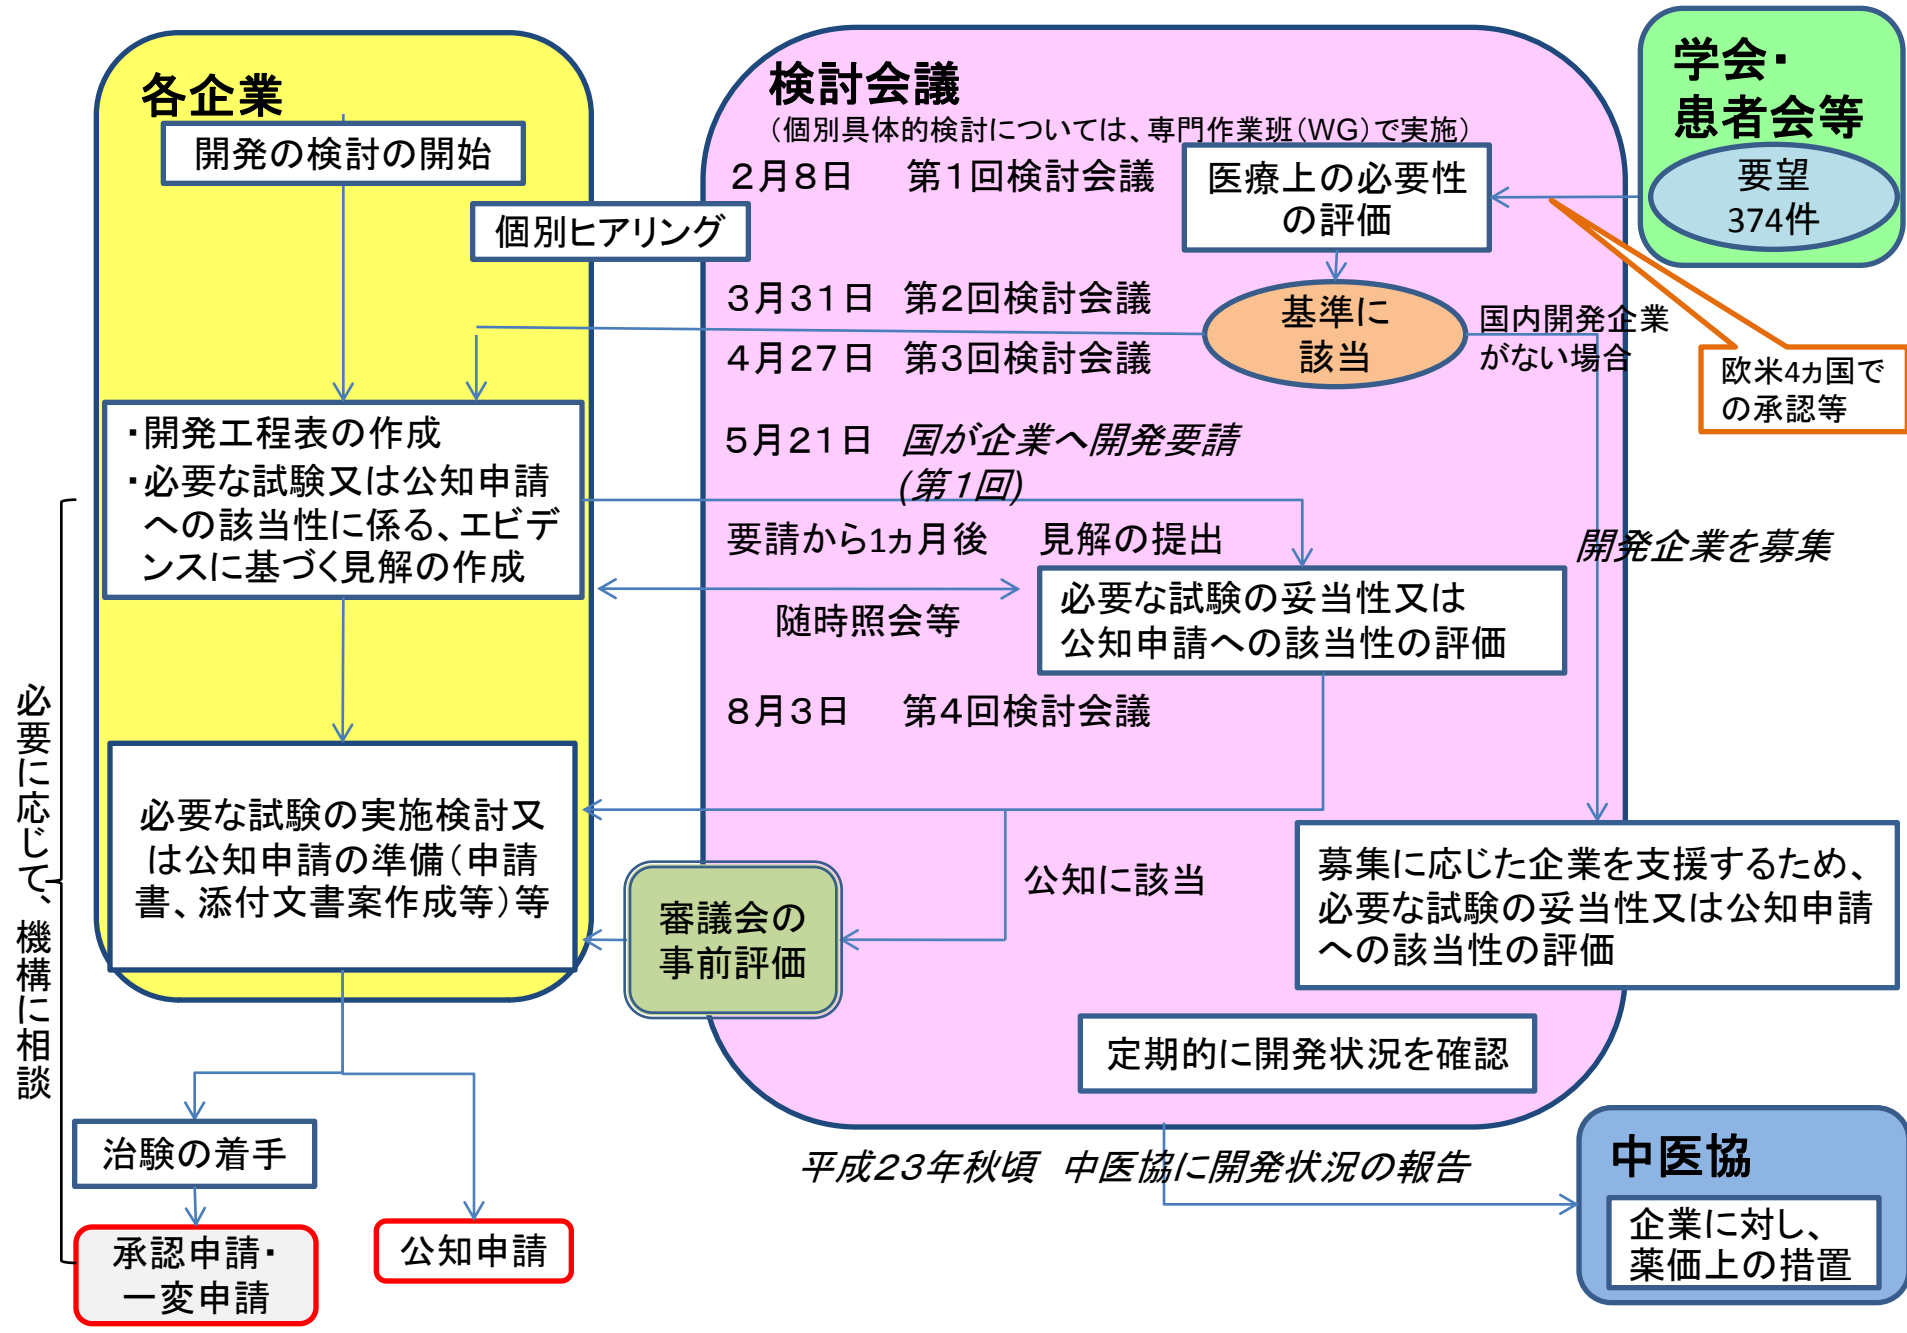 各企業
開発の検討の開始
個別ヒアリング
・開発工程表の作成
・必要な試験又は公知申請
への該当性に係る、エビデ
ンスに基づく見解の作成
必要な試験の実施検討又
は公知申請の準備(申請
書、添付文書案作成等)等
必要に応じて、機構に相談
治験の着手
承認申請・
一変申請
公知申請
検討会議
(個別具体的検討については、専門作業班(WG)で実施)
2月8日 第1回検討会議
医療上の必要性
の評価
3月31日 第2回検討会議
基準に
該当
4月27日 第3回検討会議
国内開発企業
がない場合
5月21日 国が企業へ開発要請
(第1回)
要請から1ヵ月後 見解の提出
随時照会等
必要な試験の妥当性又は
公知申請への該当性の評価
8月3日 第4回検討会議
公知に該当
審議会の
事前評価
開発企業を募集
募集に応じた企業を支援するため、
必要な試験の妥当性又は公知申請
への該当性の評価
定期的に開発状況を確認
平成23年秋頃 中医協に開発状況の報告
学会・
患者会等
要望
374件
欧米4ヵ国で
の承認等
中医協
企業に対し、
薬価上の措置